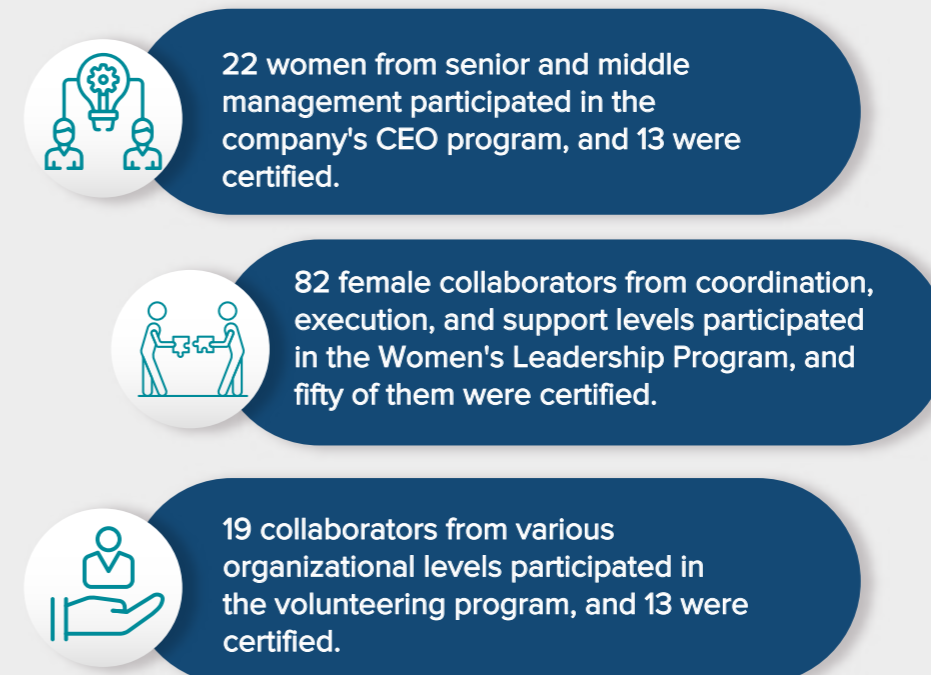 22 women from senior and middle
management participated in the
company's CEO program, and 13 were
certified.
82 female collaborators from coordination,
execution, and support levels participated
in the Women's Leadership Program, and
fifty of them were certified.
19 collaborators from various
organizational levels participated in
the volunteering program, and 13 were
certified.